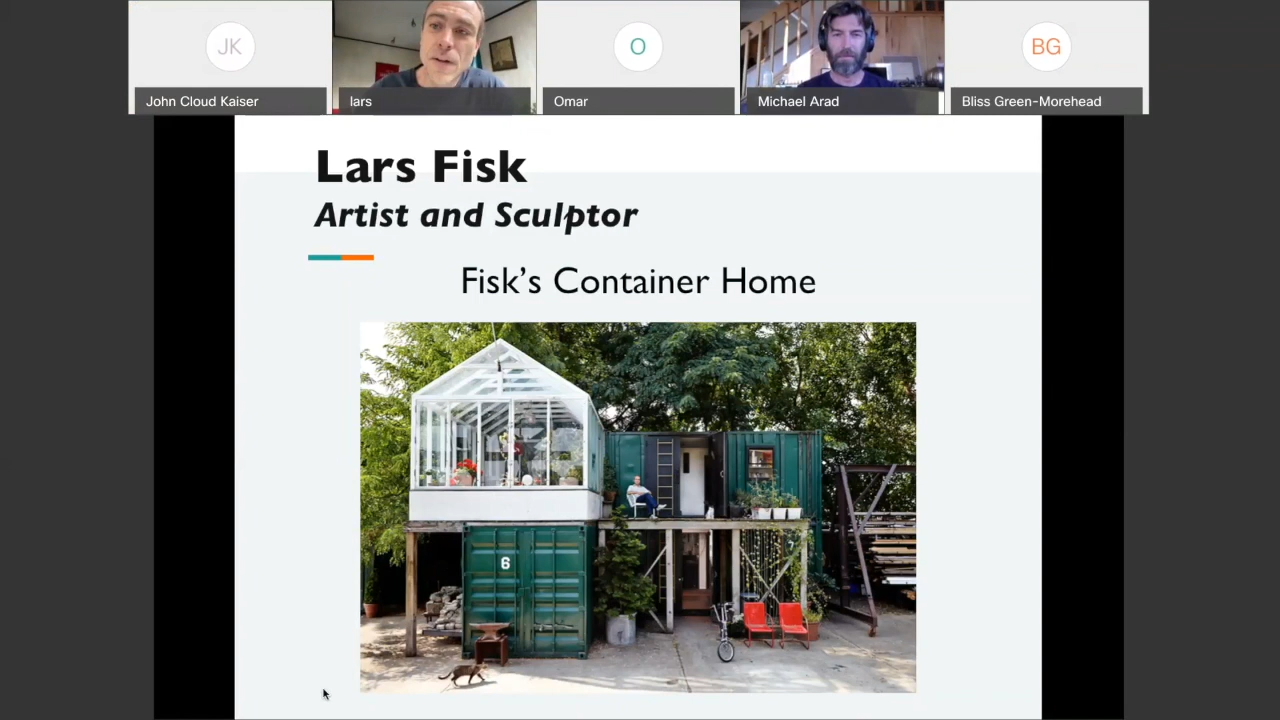 JK
O
BG
John Cloud Kaiser
lars
Omar
Michael Arad
Bliss Green-Morehead
Lars Fisk
Artist and Sculptor
Fisk's Container Home
6